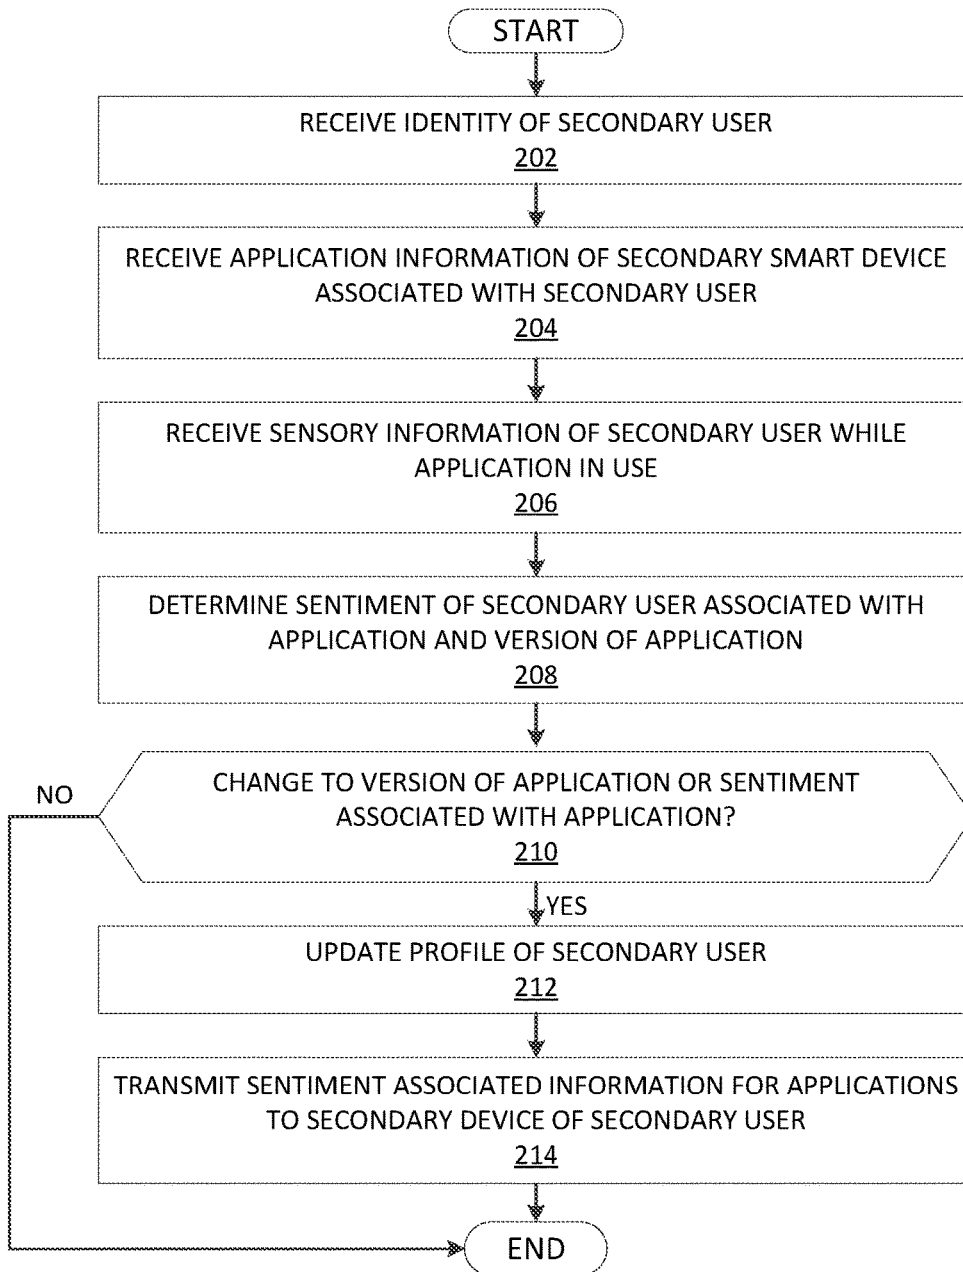 START
RECEIVE IDENTITY OF SECONDARY USER
202
RECEIVE APPLICATION INFORMATION OF SECONDARY SMART DEVICE
ASSOCIATED WITH SECONDARY USER
204
RECEIVE SENSORY INFORMATION OF SECONDARY USER WHILE
APPLICATION IN USE
206
DETERMINE SENTIMENT OF SECONDARY USER ASSOCIATED WITH
APPLICATION AND VERSION OF APPLICATION
208
NO
CHANGE TO VERSION OF APPLICATION OR SENTIMENT
ASSOCIATED WITH APPLICATION?
210
YES
UPDATE PROFILE OF SECONDARY USER
212
TRANSMIT SENTIMENT ASSOCIATED INFORMATION FOR APPLICATIONS
TO SECONDARY DEVICE OF SECONDARY USER
214
END